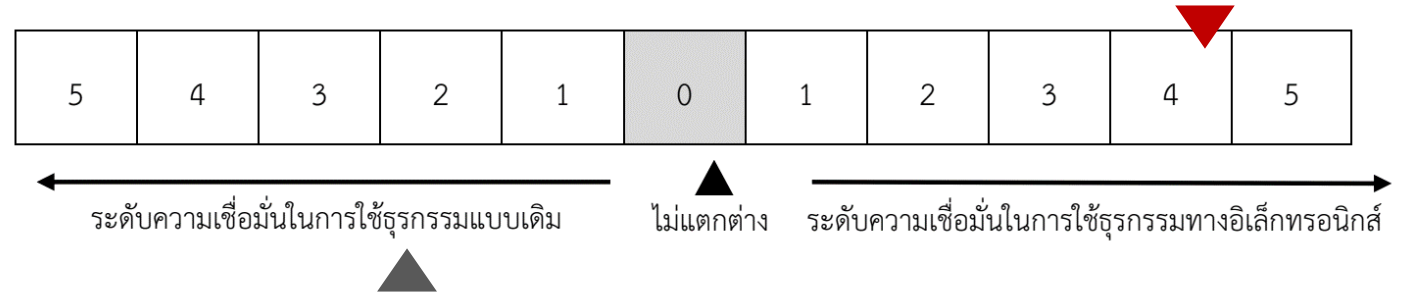 5 4 3 2 1 0 1 2 3 4 5
ระดับความเชื่อมั่นในการใช้ธุรกรรมแบบเดิม ไม่แตกต่าง ระดับความเชื่อมั่นในการใช้ธุรกรรมทางอิเล็กทรอนิกส์